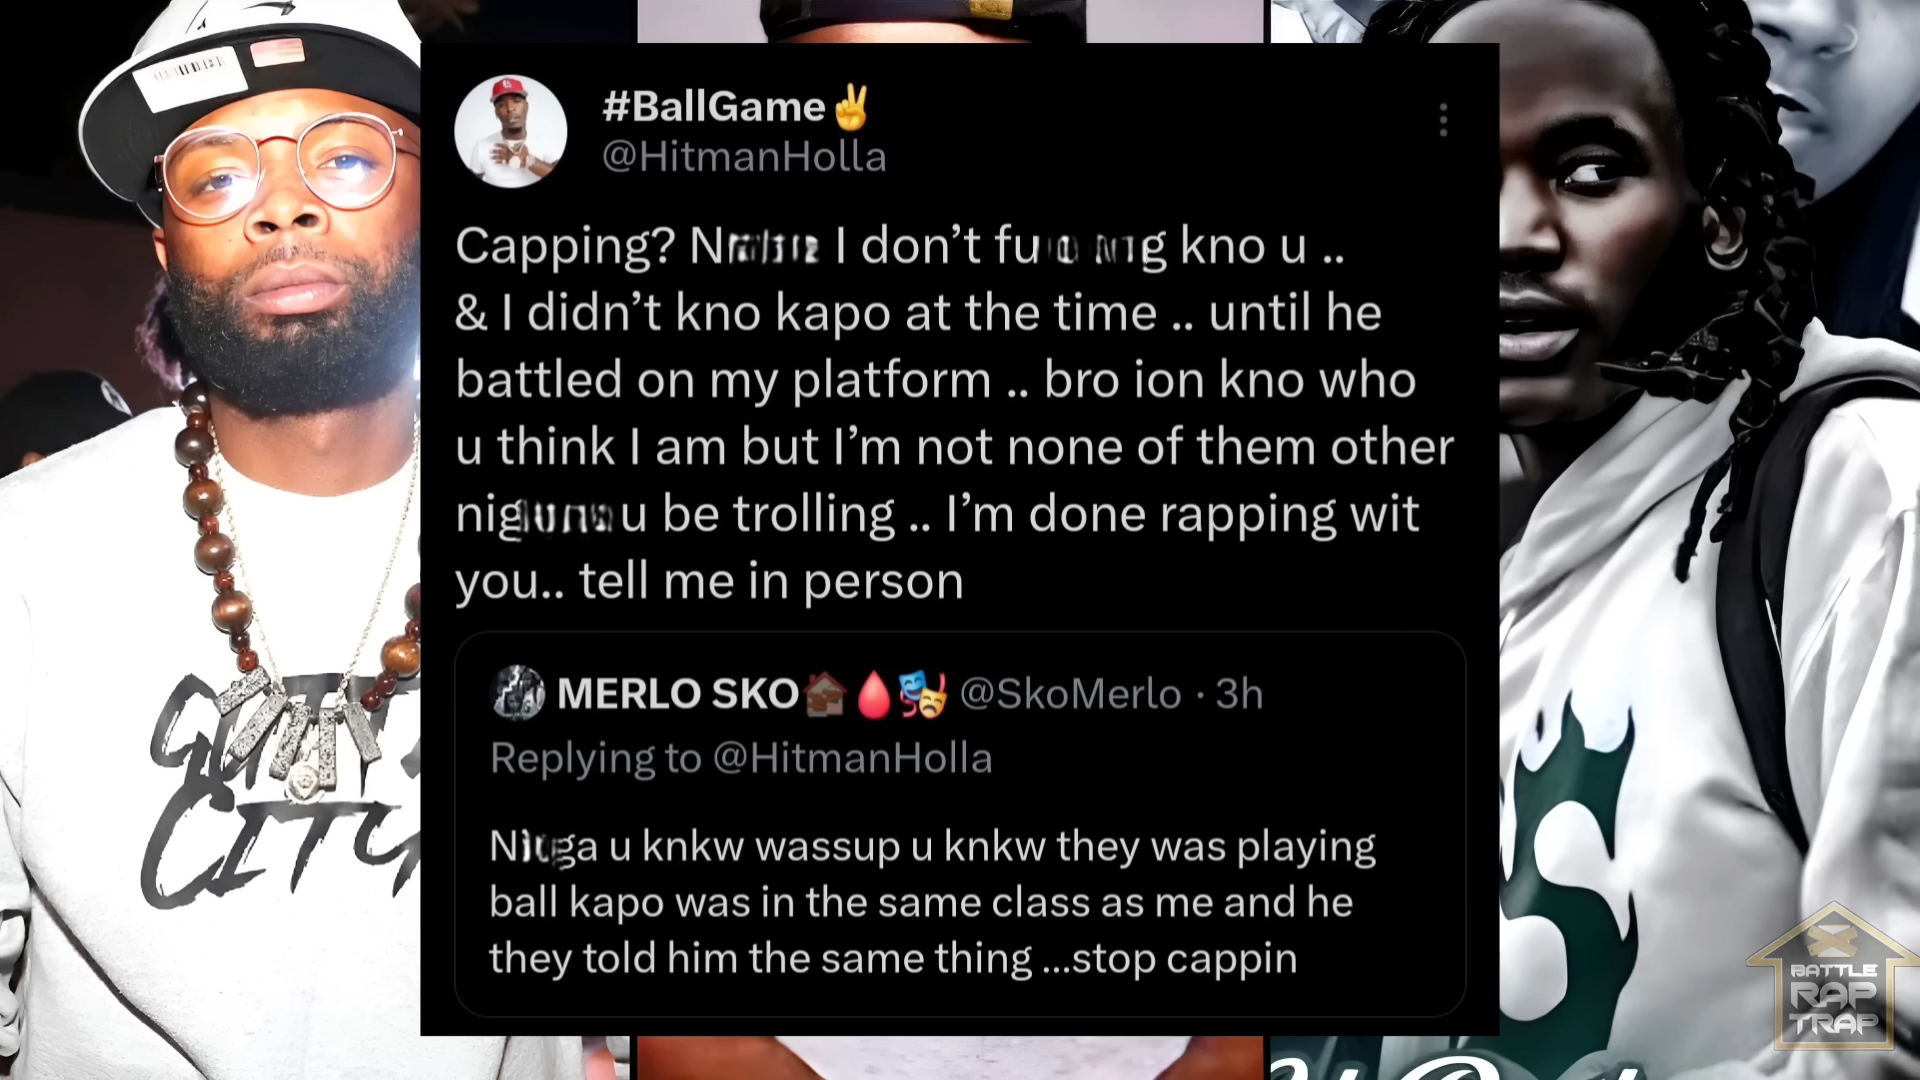 #BallGame✌
@HitmanHolla
Capping? I don’t kno u ..
& I didn’t kno kapo at the time .. until he
battled on my platform .. bro ion kno who
u think I am but I’m not none of them other
u be trolling .. I’m done rapping wit
you.. tell me in person
MERLO SKO🏚️🩸🎭 @SkoMerlo · 3h
Replying to @HitmanHolla
u knkw wassup u knkw they was playing
ball kapo was in the same class as me and he
they told him the same thing ...stop cappin
CITY
BATTLE
RAP
TRAP